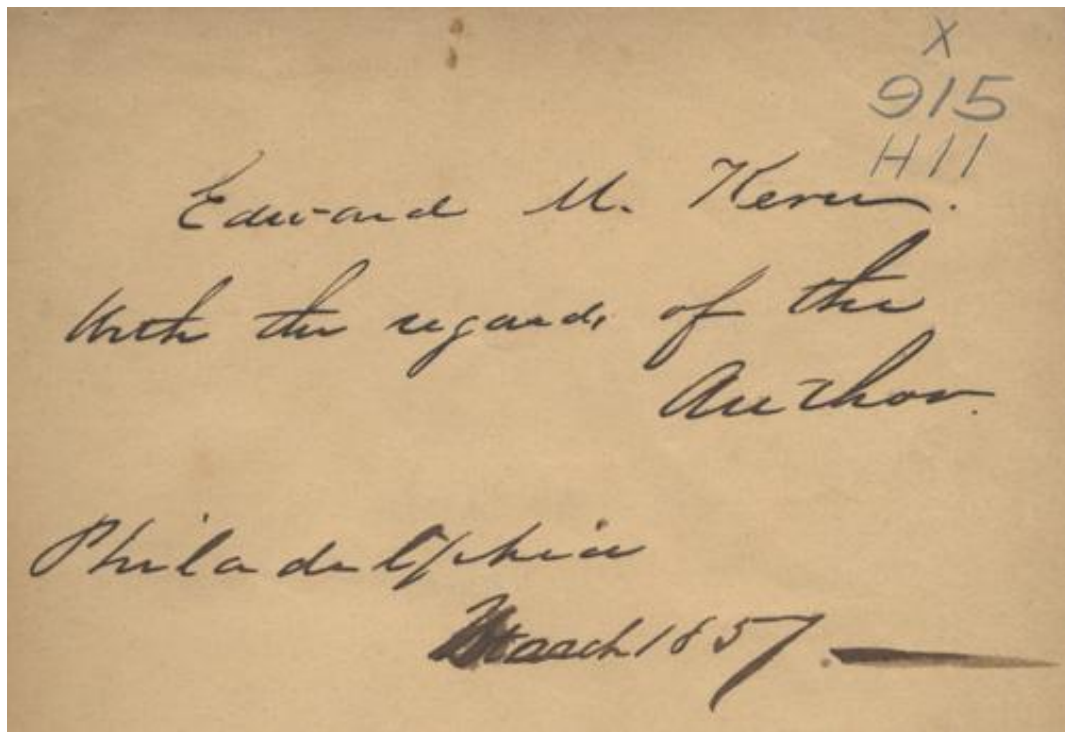 X
915
H11
Edward M. Kern.
With the regards of the
Author.
Philadelphia
March 1857.